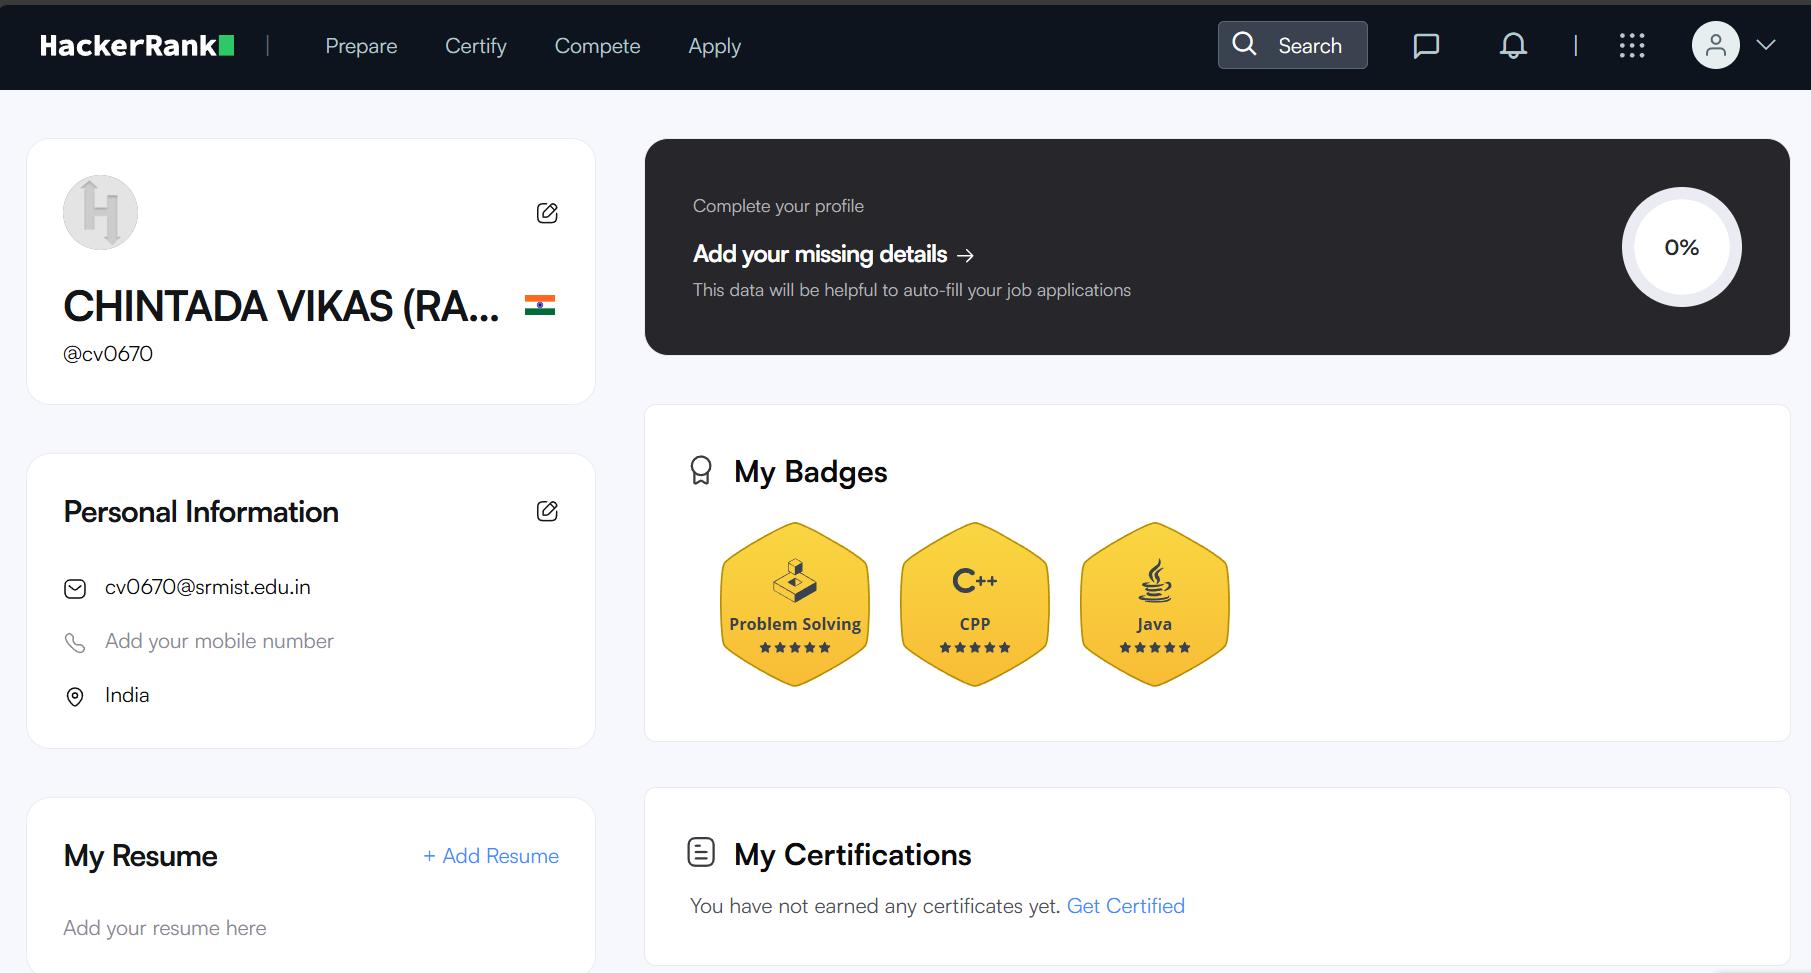 HackerRank
Prepare
Certify
Compete
Apply
Search
CHINTADA VIKAS (RA...
@cv0670
Personal Information
cv0670@srmist.edu.in
Add your mobile number
India
My Resume
+ Add Resume
Add your resume here
Complete your profile
Add your missing details →
This data will be helpful to auto-fill your job applications
0%
My Badges
Problem Solving
C++
CPP
Java
My Certifications
You have not earned any certificates yet. Get Certified